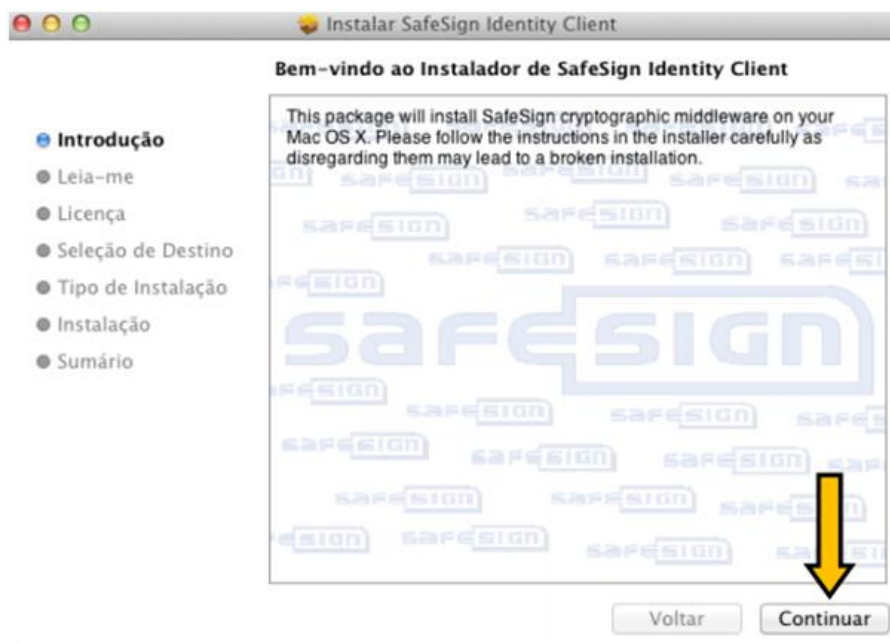 Instalar SafeSign Identity Client
Bem-vindo ao Instalador de SafeSign Identity Client
Introdução
Leia-me
Licença
Seleção de Destino
Tipo de Instalação
Instalação
Sumário
This package will install SafeSign cryptographic middleware on your
Mac OS X. Please follow the instructions in the installer carefully as
disregarding them may lead to a broken installation.
safesign
Voltar
Continuar